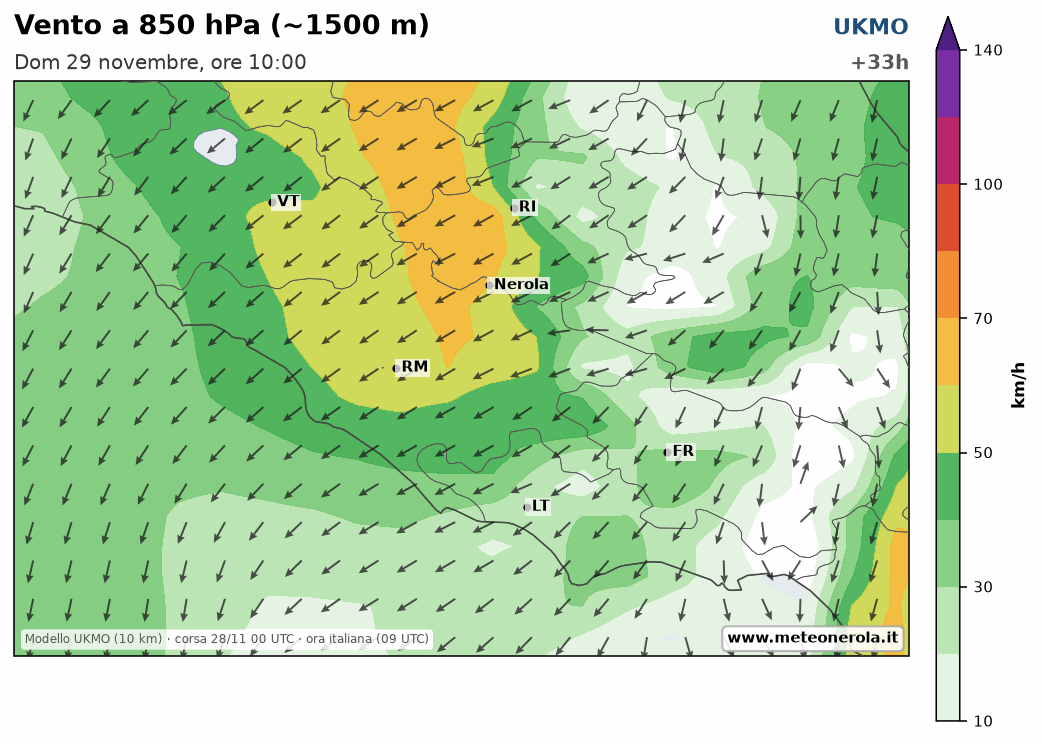 Vento a 850 hPa (~1500 m)
UKMO
Dom 29 novembre, ore 10:00
+33h
140
100
70
50
30
10
km/h
VT
RI
Nerola
RM
FR
LT
Modello UKMO (10 km) · corsa 28/11 00 UTC · ora italiana (09 UTC)
www.meteonerola.it